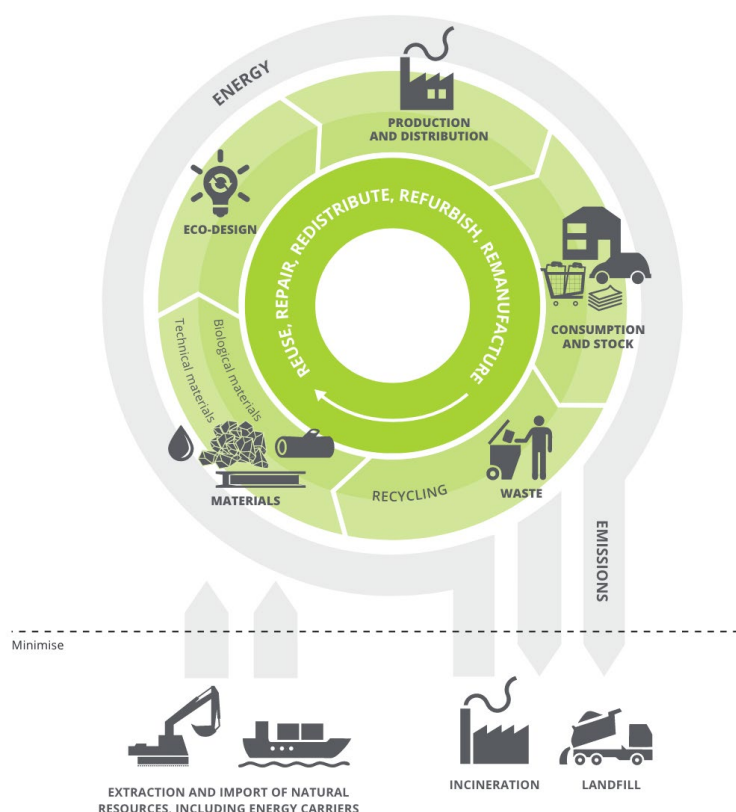 ENERGY
PRODUCTION
AND DISTRIBUTION
ECO-DESIGN
REUSE, REPAIR, REDISTRIBUTE, REFURBISH, REMANUFACTURE
CONSUMPTION
AND STOCK
Technical materials
Biological materials
MATERIALS
RECYCLING
WASTE
EMISSIONS
Minimise
EXTRACTION AND IMPORT OF NATURAL
RESOURCES, INCLUDING ENERGY CARRIERS
INCINERATION
LANDFILL